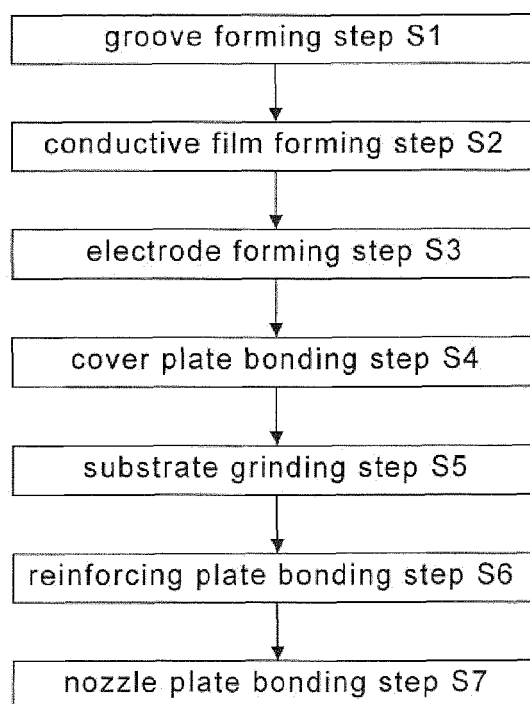 groove forming step S1
conductive film forming step S2
electrode forming step S3
cover plate bonding step S4
substrate grinding step S5
reinforcing plate bonding step S6
nozzle plate bonding step S7